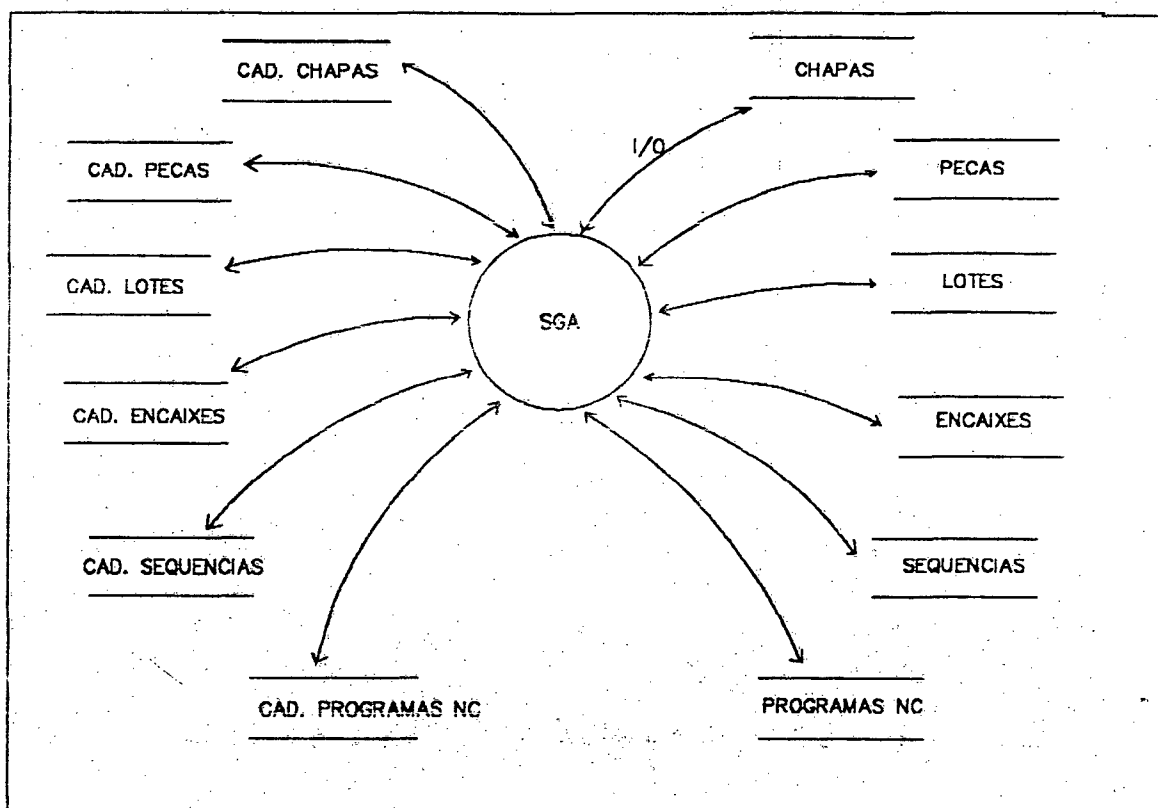 CAD. CHAPAS
CHAPAS
I/O
CAD. PECAS
PECAS
CAD. LOTES
LOTES
SGA
CAD. ENCAIXES
ENCAIXES
CAD. SEQUENCIAS
SEQUENCIAS
CAD. PROGRAMAS NC
PROGRAMAS NC